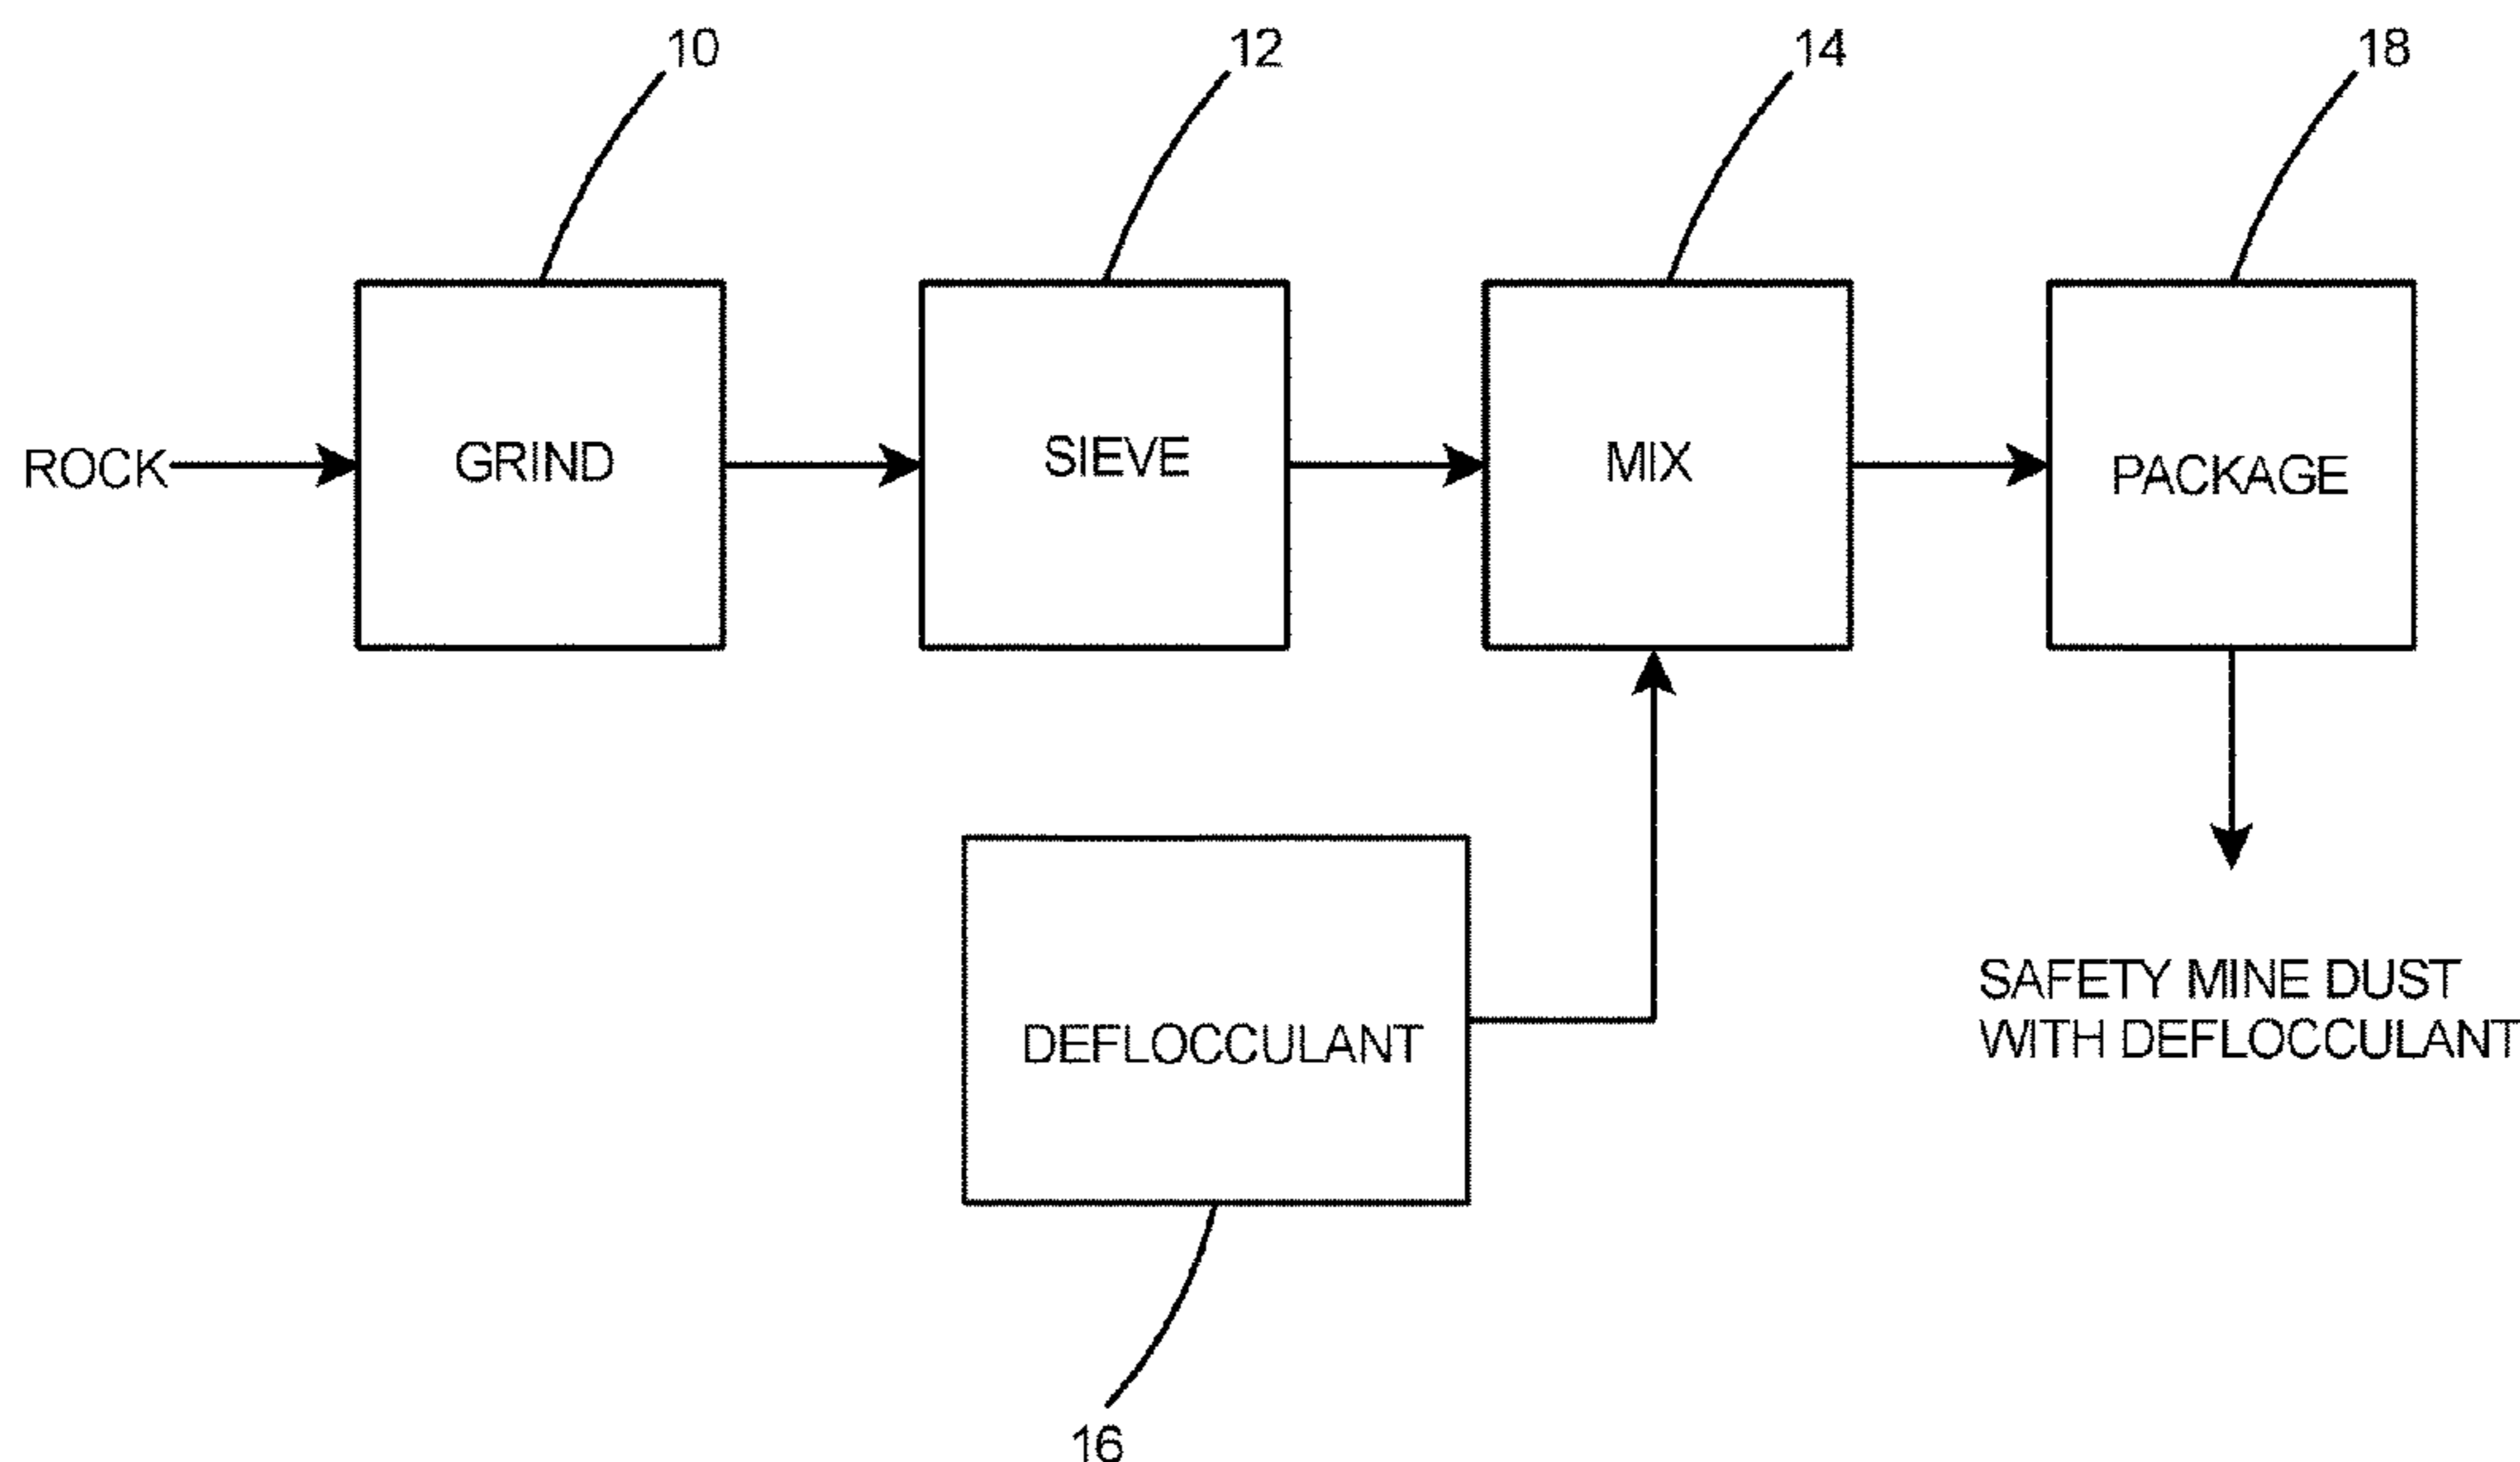 10
12
14
18
ROCK
GRIND
SIEVE
MIX
PACKAGE
DEFLOCCULANT
SAFETY MINE DUST
WITH DEFLOCCULANT
16